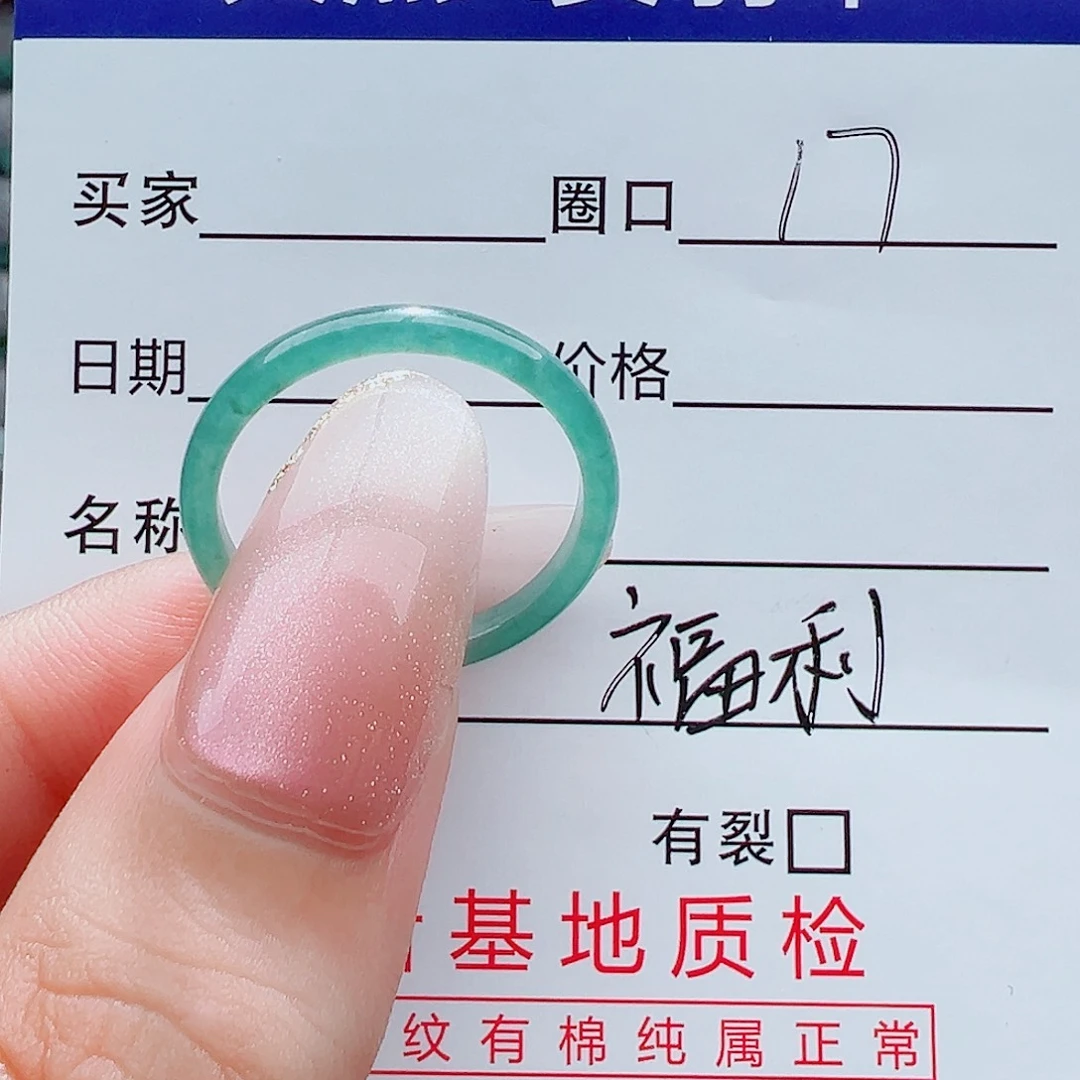 买家 圈口 17
日期 价格
名称
福利
有裂
基地质检
纹有棉纯属正常